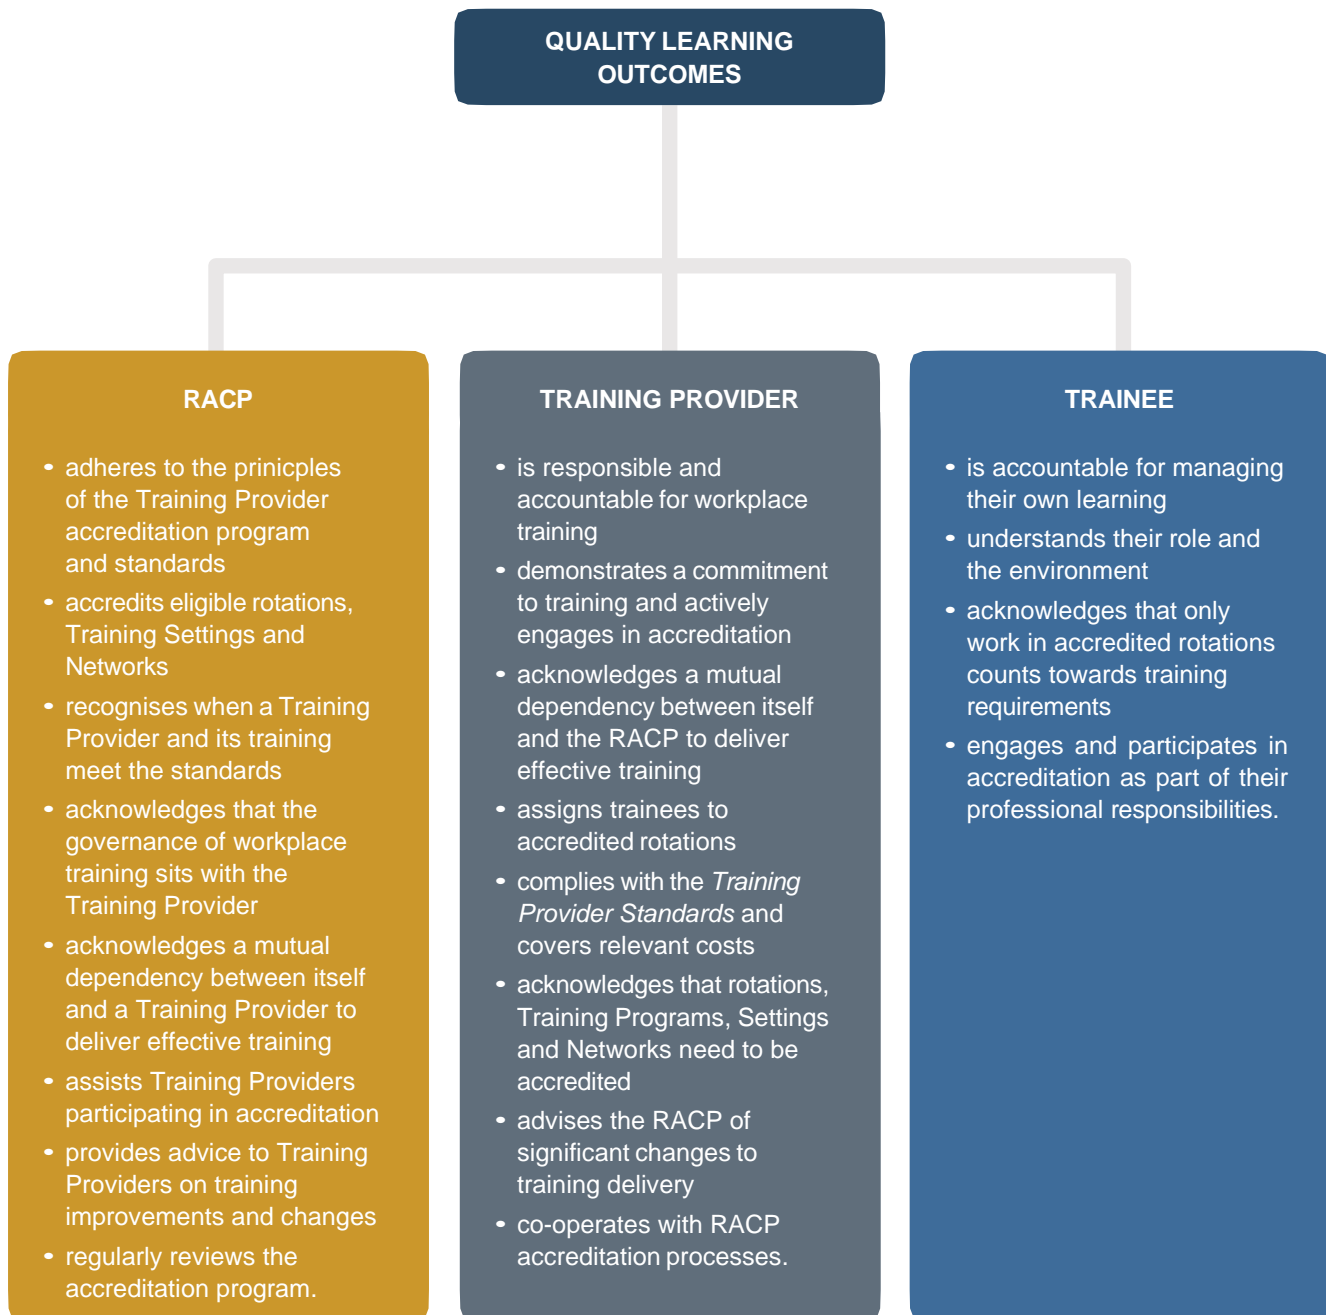 QUALITY LEARNING
OUTCOMES
RACP
• adheres to the prinicples
of the Training Provider
accreditation program
and standards
• accredits eligible rotations,
Training Settings and
Networks
• recognises when a Training
Provider and its training
meet the standards
• acknowledges that the
governance of workplace
training sits with the
Training Provider
• acknowledges a mutual
dependency between itself
and a Training Provider to
deliver effective training
• assists Training Providers
participating in accreditation
• provides advice to Training
Providers on training
improvements and changes
• regularly reviews the
accreditation program.
TRAINING PROVIDER
• is responsible and
accountable for workplace
training
• demonstrates a commitment
to training and actively
engages in accreditation
• acknowledges a mutual
dependency between itself
and the RACP to deliver
effective training
• assigns trainees to
accredited rotations
• complies with the Training
Provider Standards and
covers relevant costs
• acknowledges that rotations,
Training Programs, Settings
and Networks need to be
accredited
• advises the RACP of
significant changes to
training delivery
• co-operates with RACP
accreditation processes.
TRAINEE
• is accountable for managing
their own learning
• understands their role and
the environment
• acknowledges that only
work in accredited rotations
counts towards training
requirements
• engages and participates in
accreditation as part of their
professional responsibilities.